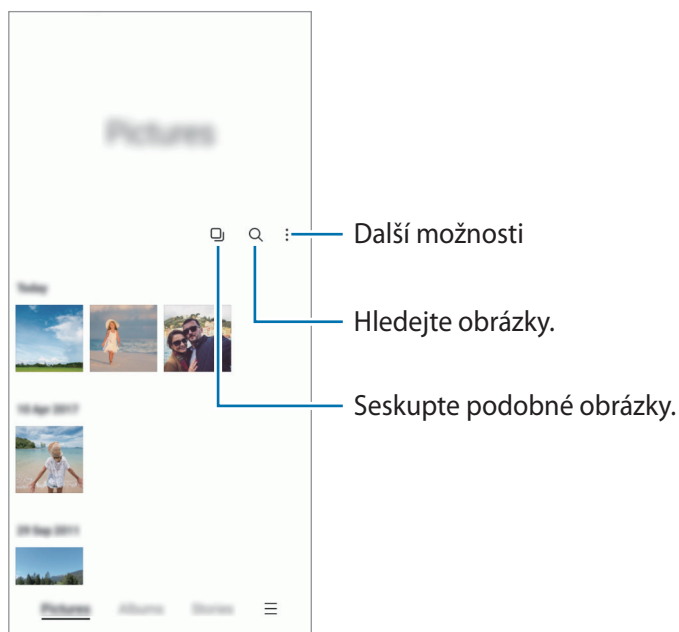 Pictures
Další možnosti
Today
Hledejte obrázky.
Seskupte podobné obrázky.
Pictures Albums Stories